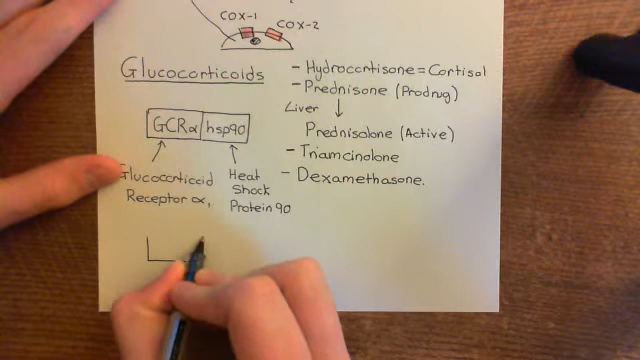 COX-1
COX-2
Glucocorticoids
- Hydrocortisone = Cortisol
- Prednisone (Prodrug)
Liver
Prednisolone (Active)
- Triamcinolone
- Dexamethasone.
GCRα hsp90
Glucocorticoid
Receptor α,
Heat
Shock
Protein 90